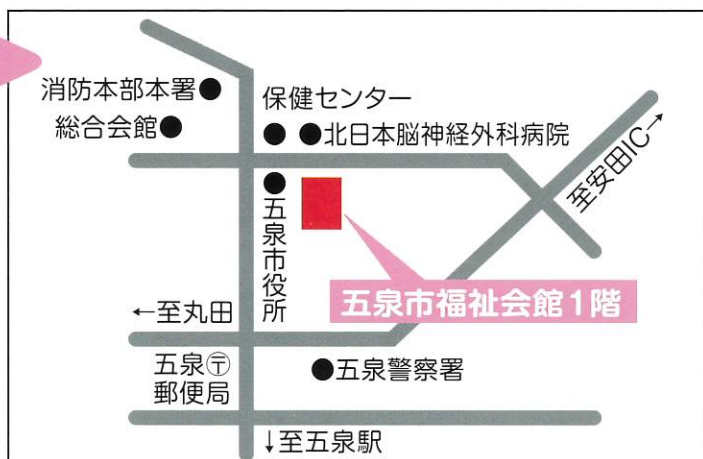 消防本部本署●
総合会館●
保健センター
●●北日本脳神経外科病院
至安田IC→
●五泉市役所
五泉市福祉会館1階
←至丸田
五泉〒
郵便局
●五泉警察署
↓至五泉駅